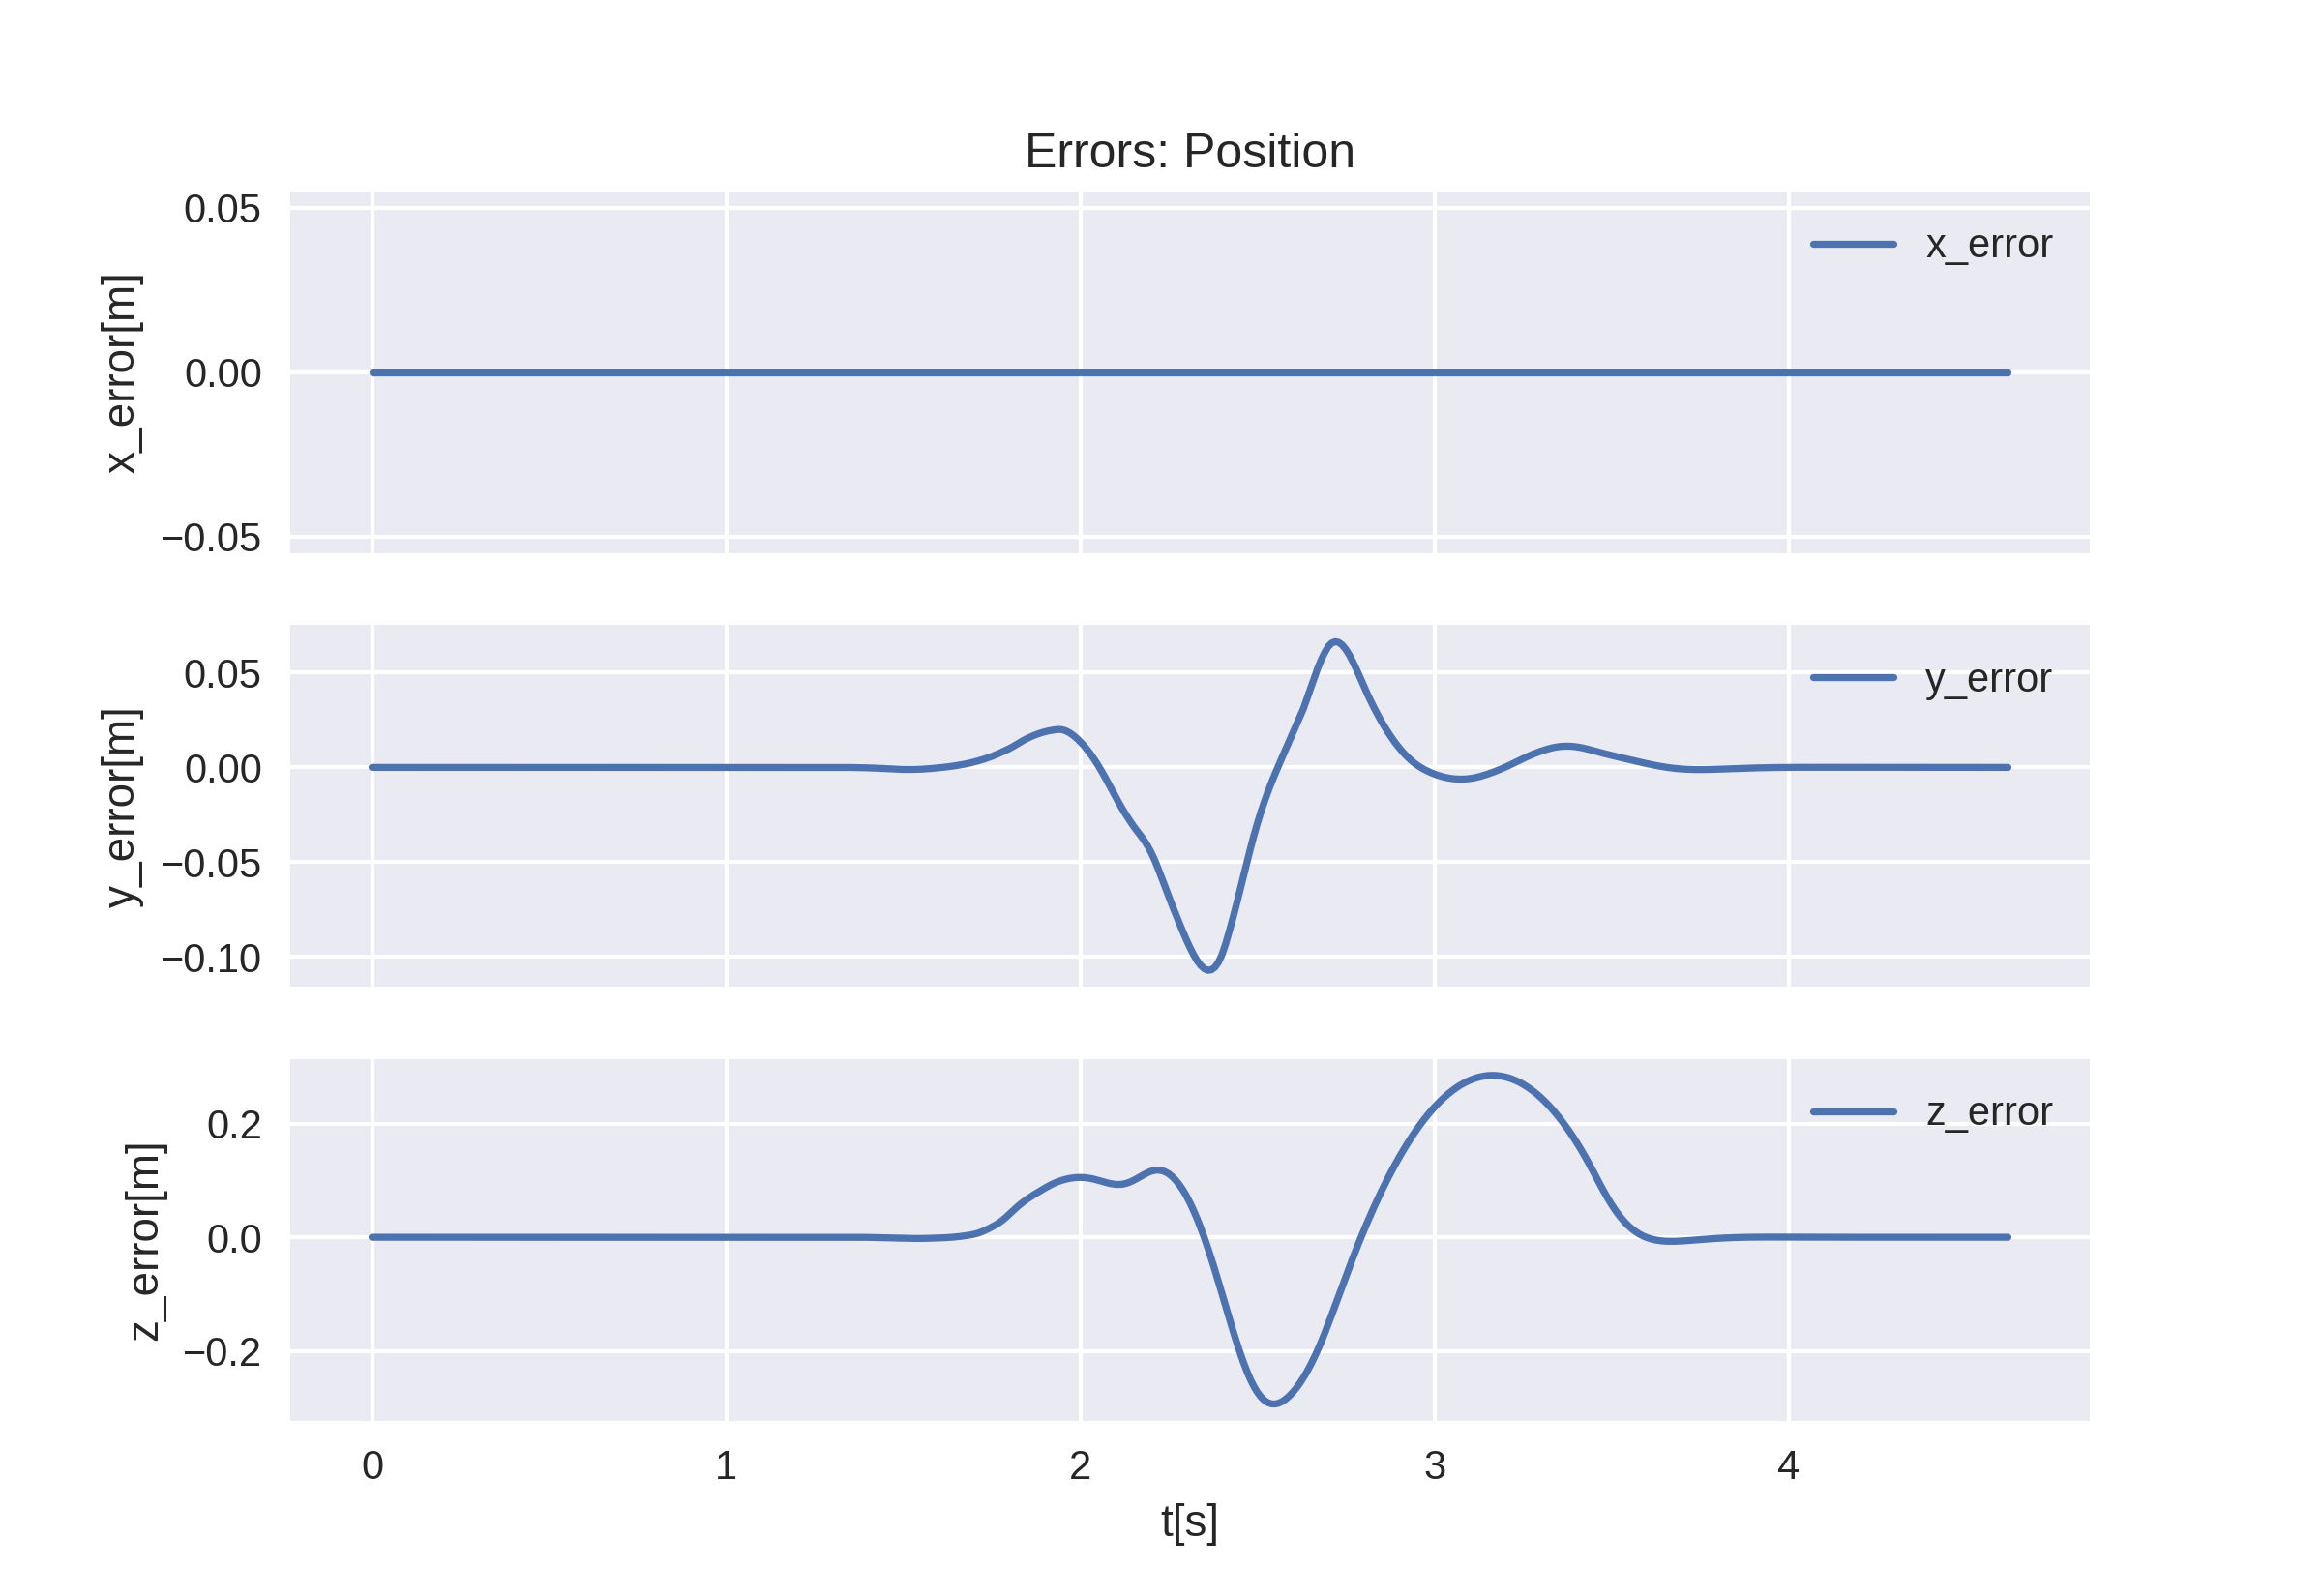 Errors: Position
0.05
x_error
x_error[m]
0.00
−0.05
0.05
y_error
y_error[m]
0.00
−0.05
−0.10
0.2
z_error
z_error[m]
0.0
−0.2
0 1 2 3 4
t[s]